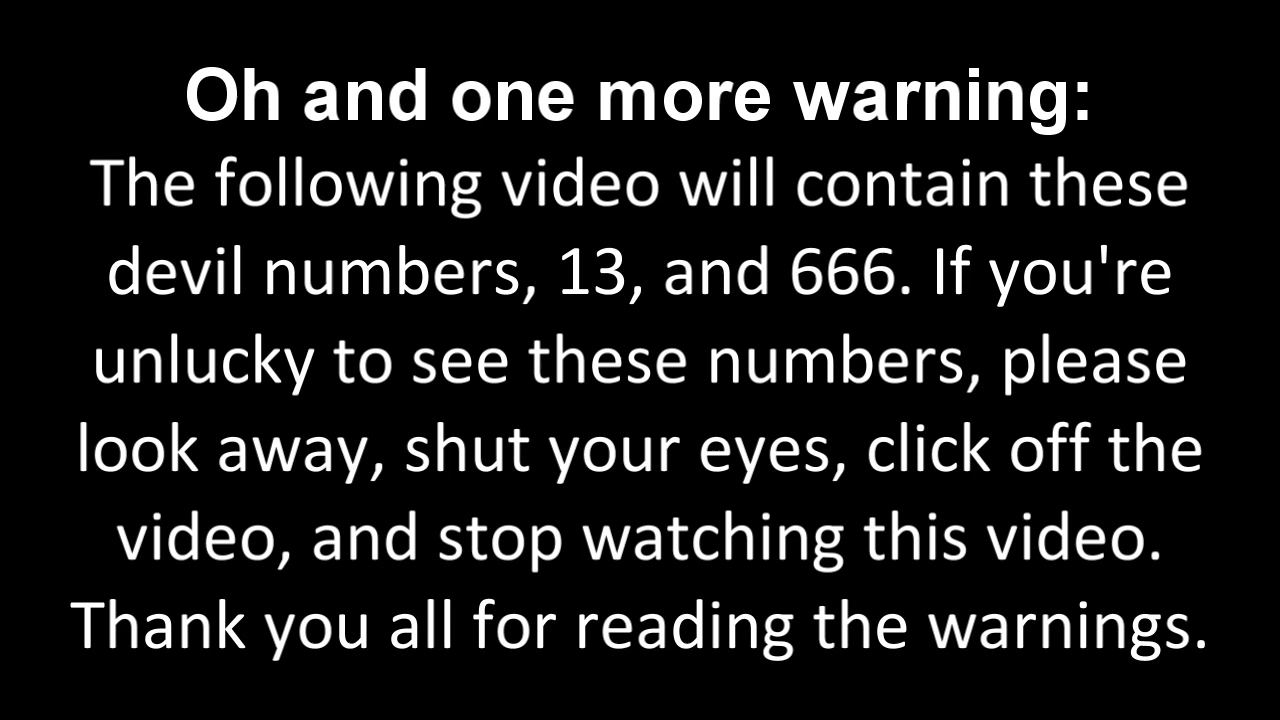 Oh and one more warning:
The following video will contain these
devil numbers, 13, and 666. If you're
unlucky to see these numbers, please
look away, shut your eyes, click off the
video, and stop watching this video.
Thank you all for reading the warnings.